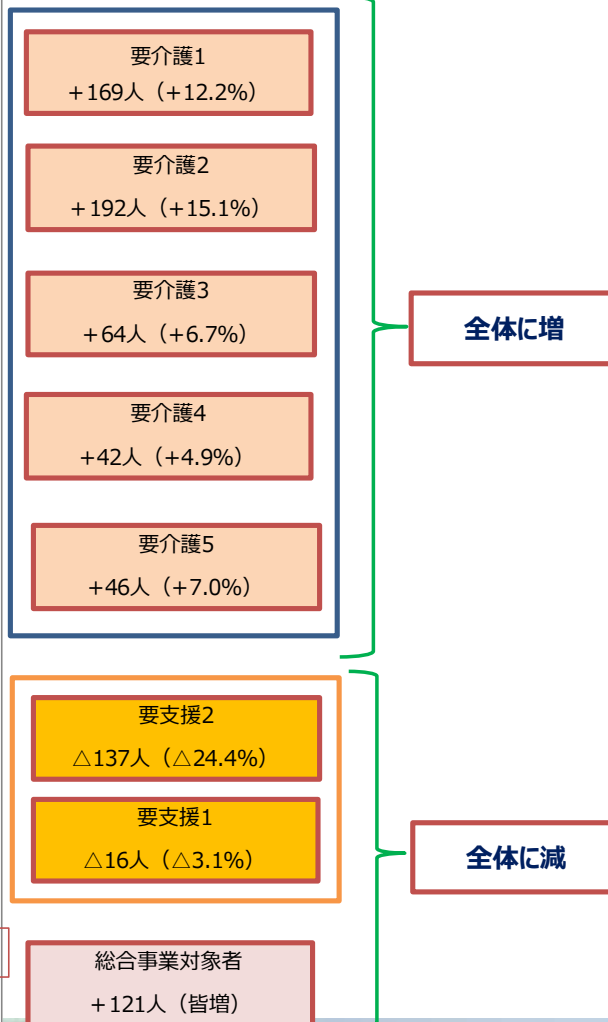 要介護1
+169人（+12.2%）
要介護2
+192人（+15.1%）
要介護3
+64人（+6.7%）
要介護4
+42人（+4.9%）
要介護5
+46人（+7.0%）
全体に増
要支援2
△137人（△24.4%）
要支援1
△16人（△3.1%）
全体に減
総合事業対象者
+121人（皆増）